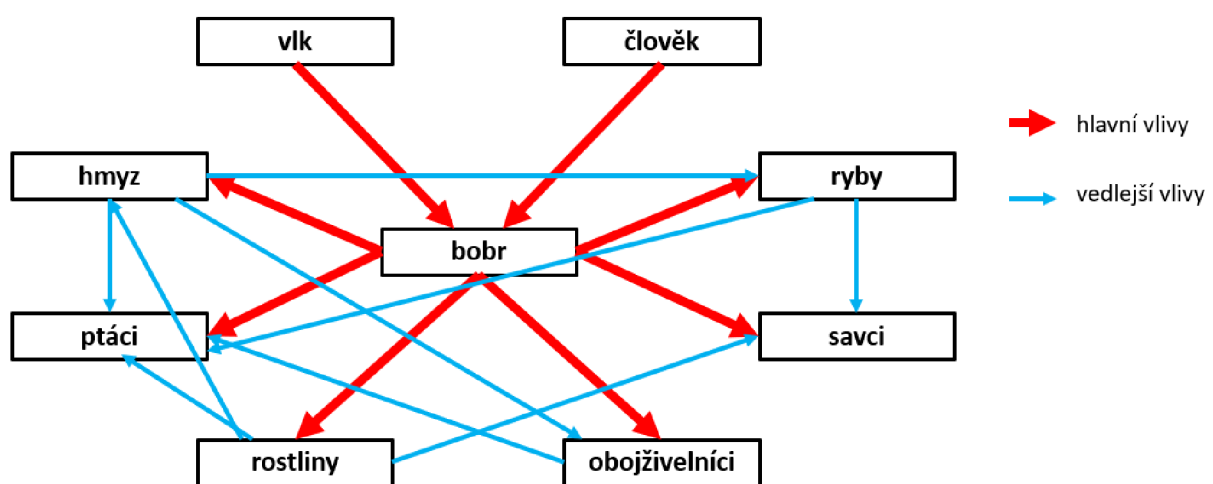 vlk
člověk
hlavní vlivy
hmyz
ryby
vedlejší vlivy
bobr
ptáci
savci
rostliny
obojživelníci